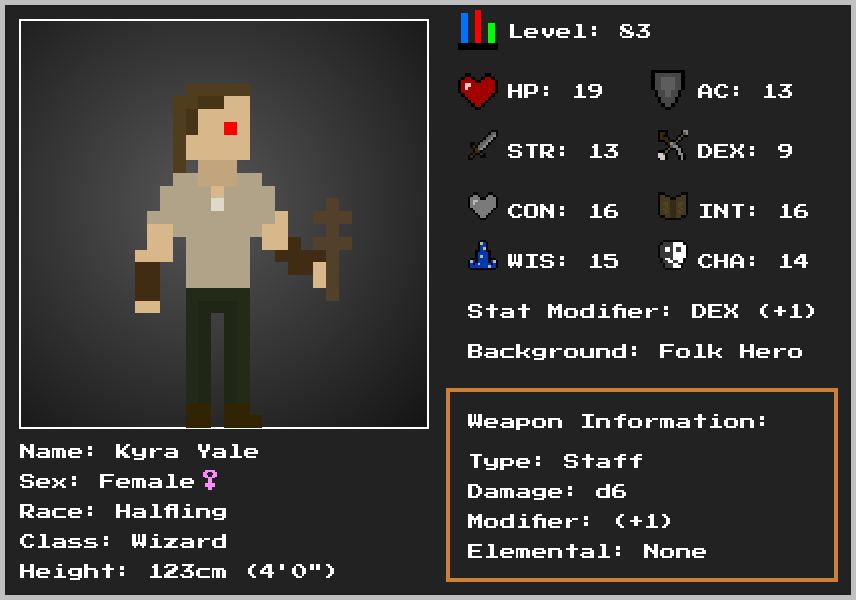 Level: 83
HP: 19 AC: 13
STR: 13 DEX: 9
CON: 16 INT: 16
WIS: 15 CHA: 14
Stat Modifier: DEX (+1)
Background: Folk Hero
Weapon Information:
Type: Staff
Damage: d6
Modifier: (+1)
Elemental: None
Name: Kyra Yale
Sex: Female♀
Race: Halfling
Class: Wizard
Height: 123cm (4'0")